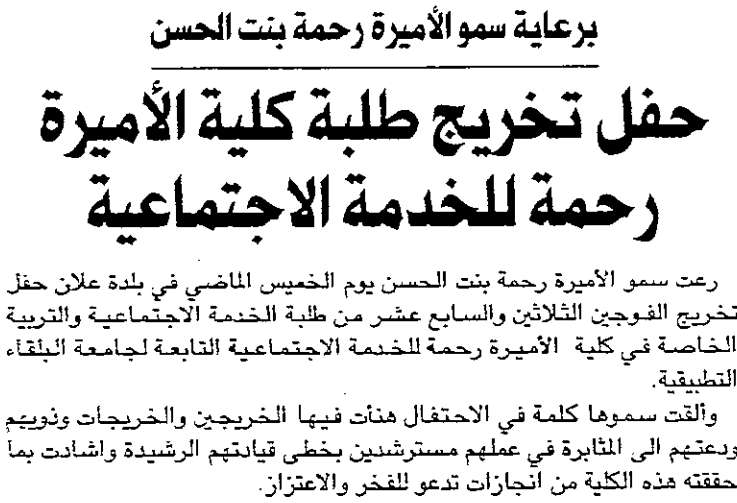 برعاية سمو الأميرة رحمة بنت الحسن
حفل تخريج طلبة كلية الأميرة
رحمة للخدمة الاجتماعية
رعت سمو الأميرة رحمة بنت الحسن يوم الخميس الماضي في بلدة علان حفل
تخريج الفوجين الثلاثين والسابع عشر من طلبة الخدمة الاجتماعية والتربية
الخاصة في كلية الأميرة رحمة للخدمة الاجتماعية التابعة لجامعة البلقاء
التطبيقية.
وألقت سموها كلمة في الاحتفال هنأت فيها الخريجين والخريجات وذويهم
ودعتهم الى المثابرة في عملهم مسترشدين بخطى قيادتهم الرشيدة واشادت بما
حققته هذه الكلية من انجازات تدعو للفخر والاعتزاز.